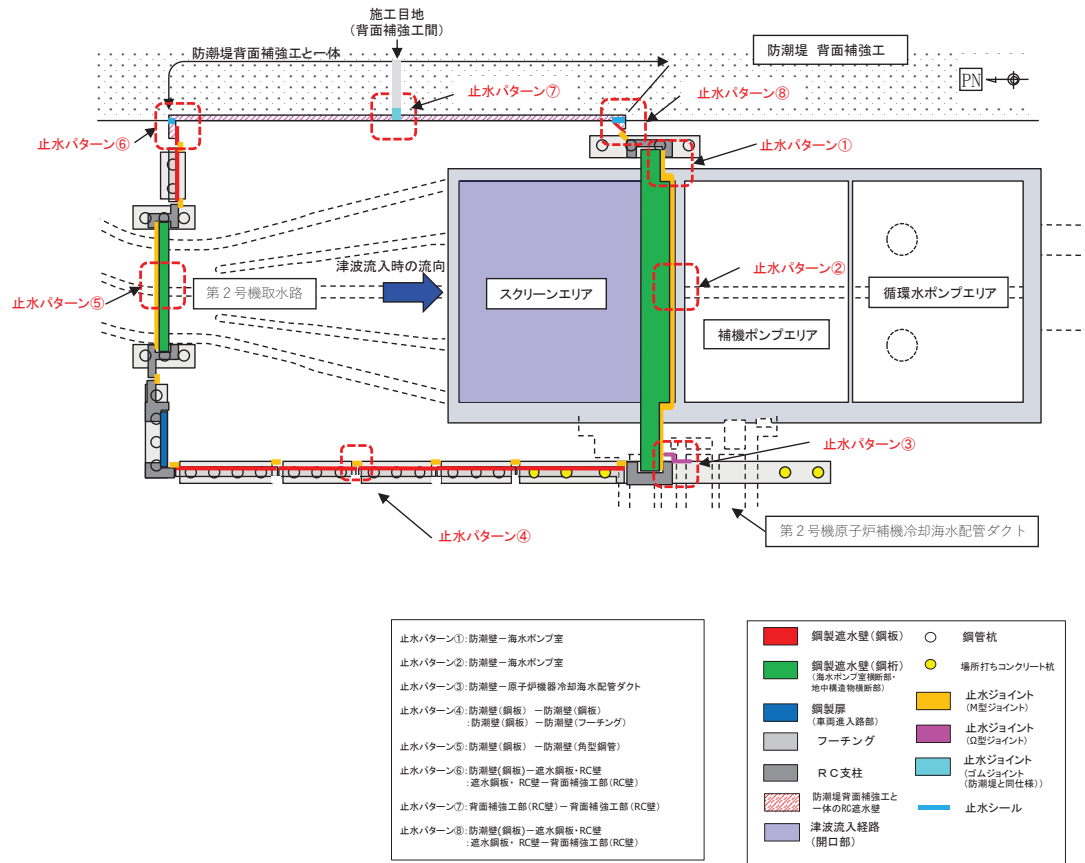 施工目地
(背面補強工間)
防潮堤背面補強工と一体
防潮堤 背面補強工
PN
止水パターン⑦
止水パターン⑧
止水パターン⑥
止水パターン①
津波流入時の流向
止水パターン②
止水パターン⑤
第2号機取水路
スクリーンエリア
循環水ポンプエリア
補機ポンプエリア
止水パターン③
止水パターン④
第2号機原子炉補機冷却海水配管ダクト
止水パターン①:防潮壁-海水ポンプ室
止水パターン②:防潮壁-海水ポンプ室
止水パターン③:防潮壁-原子炉機器冷却海水配管ダクト
止水パターン④:防潮壁(鋼板) -防潮壁(鋼板)
:防潮壁(鋼板) -防潮壁(フーチング)
止水パターン⑤:防潮壁(鋼板) -防潮壁(角型鋼管)
止水パターン⑥:防潮壁(鋼板)-遮水鋼板・RC壁
:遮水鋼板・ RC壁-背面補強工部(RC壁)
止水パターン⑦:背面補強工部(RC壁)-背面補強工部(RC壁)
止水パターン⑧:防潮壁(鋼板)-遮水鋼板・RC壁
:遮水鋼板・ RC壁-背面補強工部(RC壁)
鋼製遮水壁(鋼板)
鋼製遮水壁(鋼桁)
(海水ポンプ室横断部・
地中構造物横断部)
鋼製扉
(車両進入路部)
フーチング
RC支柱
防潮堤背面補強工と
一体のRC遮水壁
津波流入経路
(開口部)
鋼管杭
場所打ちコンクリート杭
止水ジョイント
(M型ジョイント)
止水ジョイント
(Ω型ジョイント)
止水ジョイント
(ゴムジョイント
(防潮堤と同仕様))
止水シール